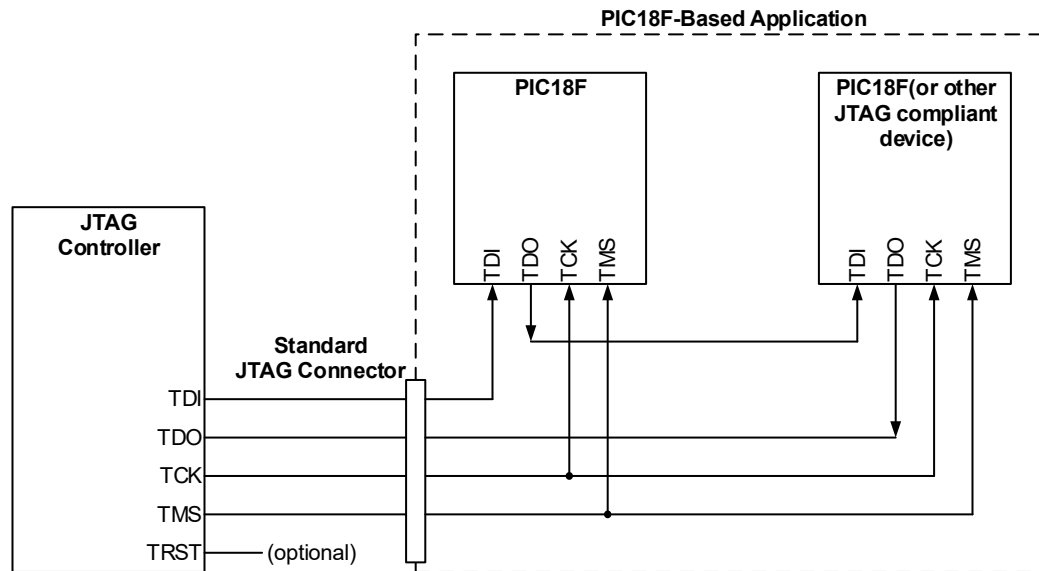 PIC18F-Based Application
PIC18F
PIC18F(or other
JTAG compliant
device)
TDI
TDO
TCK
TMS
TDI
TDO
TCK
TMS
JTAG
Controller
Standard
JTAG Connector
TDI
TDO
TCK
TMS
TRST
(optional)